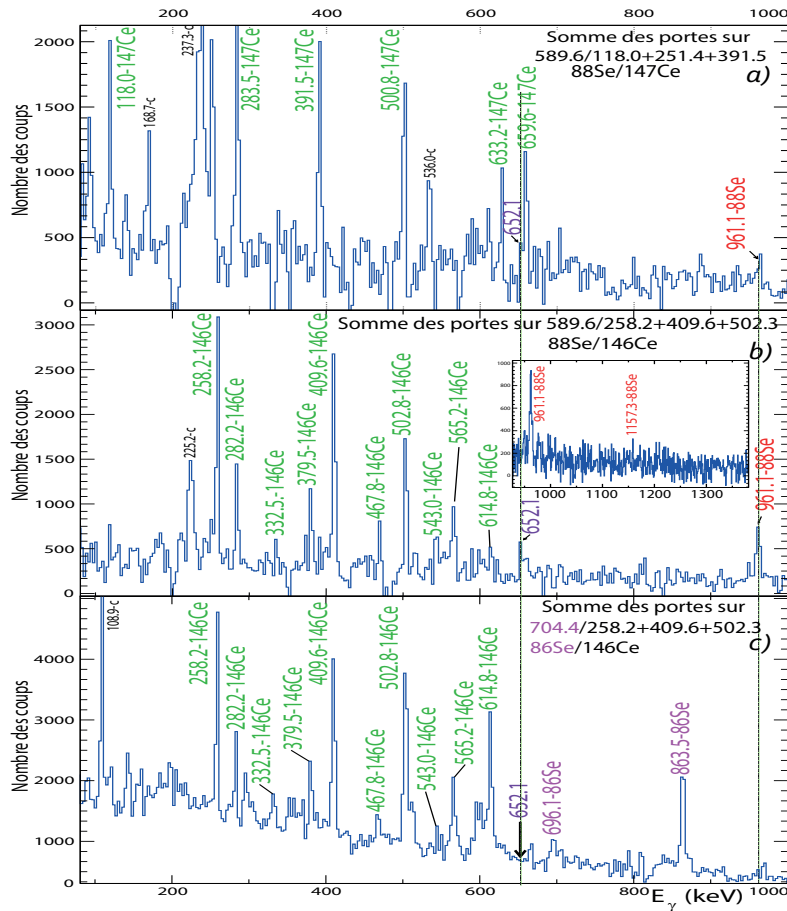 200 400 600 800 1000
Nombre des coups
2000
1500
1000
500
0
118.0-147Ce
168.7-c
237.3-c
283.5-147Ce
391.5-147Ce
500.8-147Ce
536.0-c
633.2-147Ce
652.1
659.6-147Ce
961.1-88Se
Somme des portes sur
589.6/118.0+251.4+391.5
88Se/147Ce
a)
Nombre des coups
3000
2500
2000
1500
1000
500
0
225.2-c
258.2-146Ce
282.2-146Ce
332.5-146Ce
379.5-146Ce
409.6-146Ce
467.8-146Ce
502.8-146Ce
543.0-146Ce
565.2-146Ce
614.8-146Ce
652.1
961.1-88Se
Somme des portes sur 589.6/258.2+409.6+502.3
88Se/146Ce
b)
800
600
400
200
0
961.1-88Se
1157.3-88Se
1000 1100 1200 1300
Nombre des coups
4000
3000
2000
1000
0
108.9-c
258.2-146Ce
282.2-146Ce
332.5-146Ce
379.5-146Ce
409.6-146Ce
467.8-146Ce
502.8-146Ce
543.0-146Ce
565.2-146Ce
614.8-146Ce
652.1
696.1-86Se
863.5-86Se
Somme des portes sur
704.4/258.2+409.6+502.3
86Se/146Ce
c)
200 400 600 800 1000
Eγ (keV)